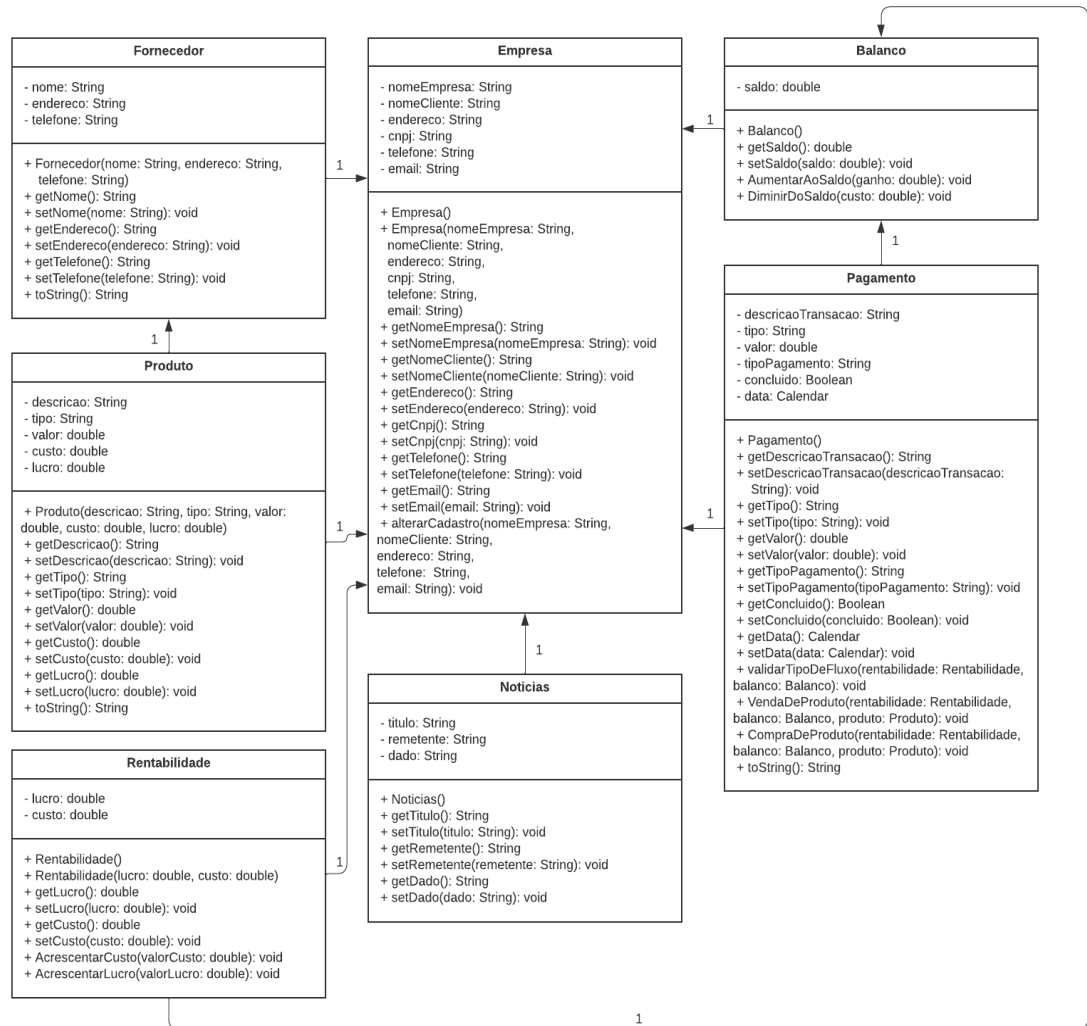 Fornecedor
- nome: String
- endereco: String
- telefone: String
+ Fornecedor(nome: String, endereco: String,
telefone: String)
+ getNome(): String
+ setNome(nome: String): void
+ getEndereco(): String
+ setEndereco(endereco: String): void
+ getTelefone(): String
+ setTelefone(telefone: String): void
+ toString(): String
1
1
Produto
- descricao: String
- tipo: String
- valor: double
- custo: double
- lucro: double
+ Produto(descricao: String, tipo: String, valor:
double, custo: double, lucro: double)
+ getDescricao(): String
+ setDescricao(descricao: String): void
+ getTipo(): String
+ setTipo(tipo: String): void
+ getValor(): double
+ setValor(valor: double): void
+ getCusto(): double
+ setCusto(custo: double): void
+ getLucro(): double
+ setLucro(lucro: double): void
+ toString(): String
1
Rentabilidade
- lucro: double
- custo: double
+ Rentabilidade()
+ Rentabilidade(lucro: double, custo: double)
+ getLucro(): double
+ setLucro(lucro: double): void
+ getCusto(): double
+ setCusto(custo: double): void
+ AcrescentarCusto(valorCusto: double): void
+ AcrescentarLucro(valorLucro: double): void
1
1
Empresa
- nomeEmpresa: String
- nomeCliente: String
- endereco: String
- cnpj: String
- telefone: String
- email: String
+ Empresa()
+ Empresa(nomeEmpresa: String,
nomeCliente: String,
endereco: String,
cnpj: String,
telefone: String,
email: String)
+ getNomeEmpresa(): String
+ setNomeEmpresa(nomeEmpresa: String): void
+ getNomeCliente(): String
+ setNomeCliente(nomeCliente: String): void
+ getEndereco(): String
+ setEndereco(endereco: String): void
+ getCnpj(): String
+ setCnpj(cnpj: String): void
+ getTelefone(): String
+ setTelefone(telefone: String): void
+ getEmail(): String
+ setEmail(email: String): void
+ alterarCadastro(nomeEmpresa: String,
nomeCliente: String,
endereco: String,
telefone: String,
email: String): void
1
Noticias
- titulo: String
- remetente: String
- dado: String
+ Noticias()
+ getTitulo(): String
+ setTitulo(titulo: String): void
+ getRemetente(): String
+ setRemetente(remetente: String): void
+ getDado(): String
+ setDado(dado: String): void
Balanco
- saldo: double
+ Balanco()
+ getSaldo(): double
+ setSaldo(saldo: double): void
+ AumentarAoSaldo(ganho: double): void
+ DiminirDoSaldo(custo: double): void
1
1
Pagamento
- descricaoTransacao: String
- tipo: String
- valor: double
- tipoPagamento: String
- concluido: Boolean
- data: Calendar
+ Pagamento()
+ getDescricaoTransacao(): String
+ setDescricaoTransacao(descricaoTransacao:
String): void
+ getTipo(): String
+ setTipo(tipo: String): void
+ getValor(): double
+ setValor(valor: double): void
+ getTipoPagamento(): String
+ setTipoPagamento(tipoPagamento: String): void
+ getConcluido(): Boolean
+ setConcluido(concluido: Boolean): void
+ getData(): Calendar
+ setData(data: Calendar): void
+ validarTipoDeFluxo(rentabilidade: Rentabilidade,
balanco: Balanco): void
+ VendaDeProduto(rentabilidade: Rentabilidade,
balanco: Balanco, produto: Produto): void
+ CompraDeProduto(rentabilidade: Rentabilidade,
balanco: Balanco, produto: Produto): void
+ toString(): String
1